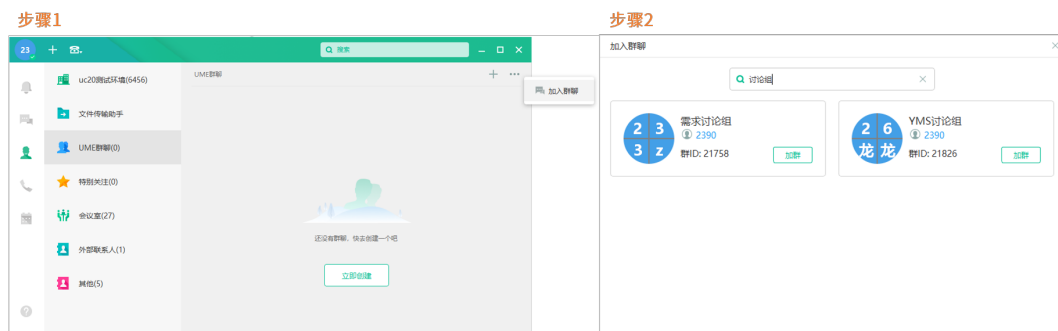 步骤1
23
搜索
uc20测试环境(6456)
文件传输助手
UME群聊(0)
特别关注(0)
会议室(27)
外部联系人(1)
其他(5)
UME群聊
加入群聊
还没有群聊，快去创建一个吧
立即创建
步骤2
加入群聊
讨论组
2 3
3 z
需求讨论组
2390
群ID: 21758
加群
2 6
龙 龙
YMS讨论组
2390
群ID: 21826
加群